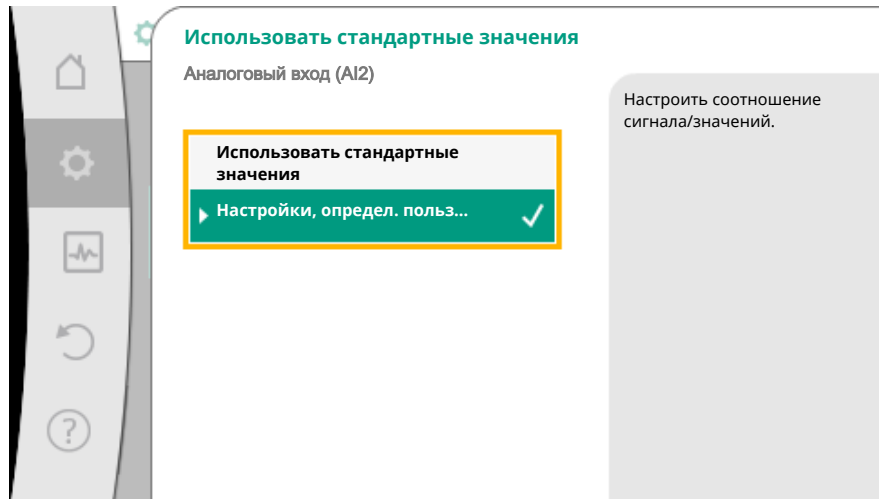 Использовать стандартные значения
Аналоговый вход (AI2)
Настроить соотношение
сигнала/значений.
Использовать стандартные
значения
Настройки, определ. польз...
?